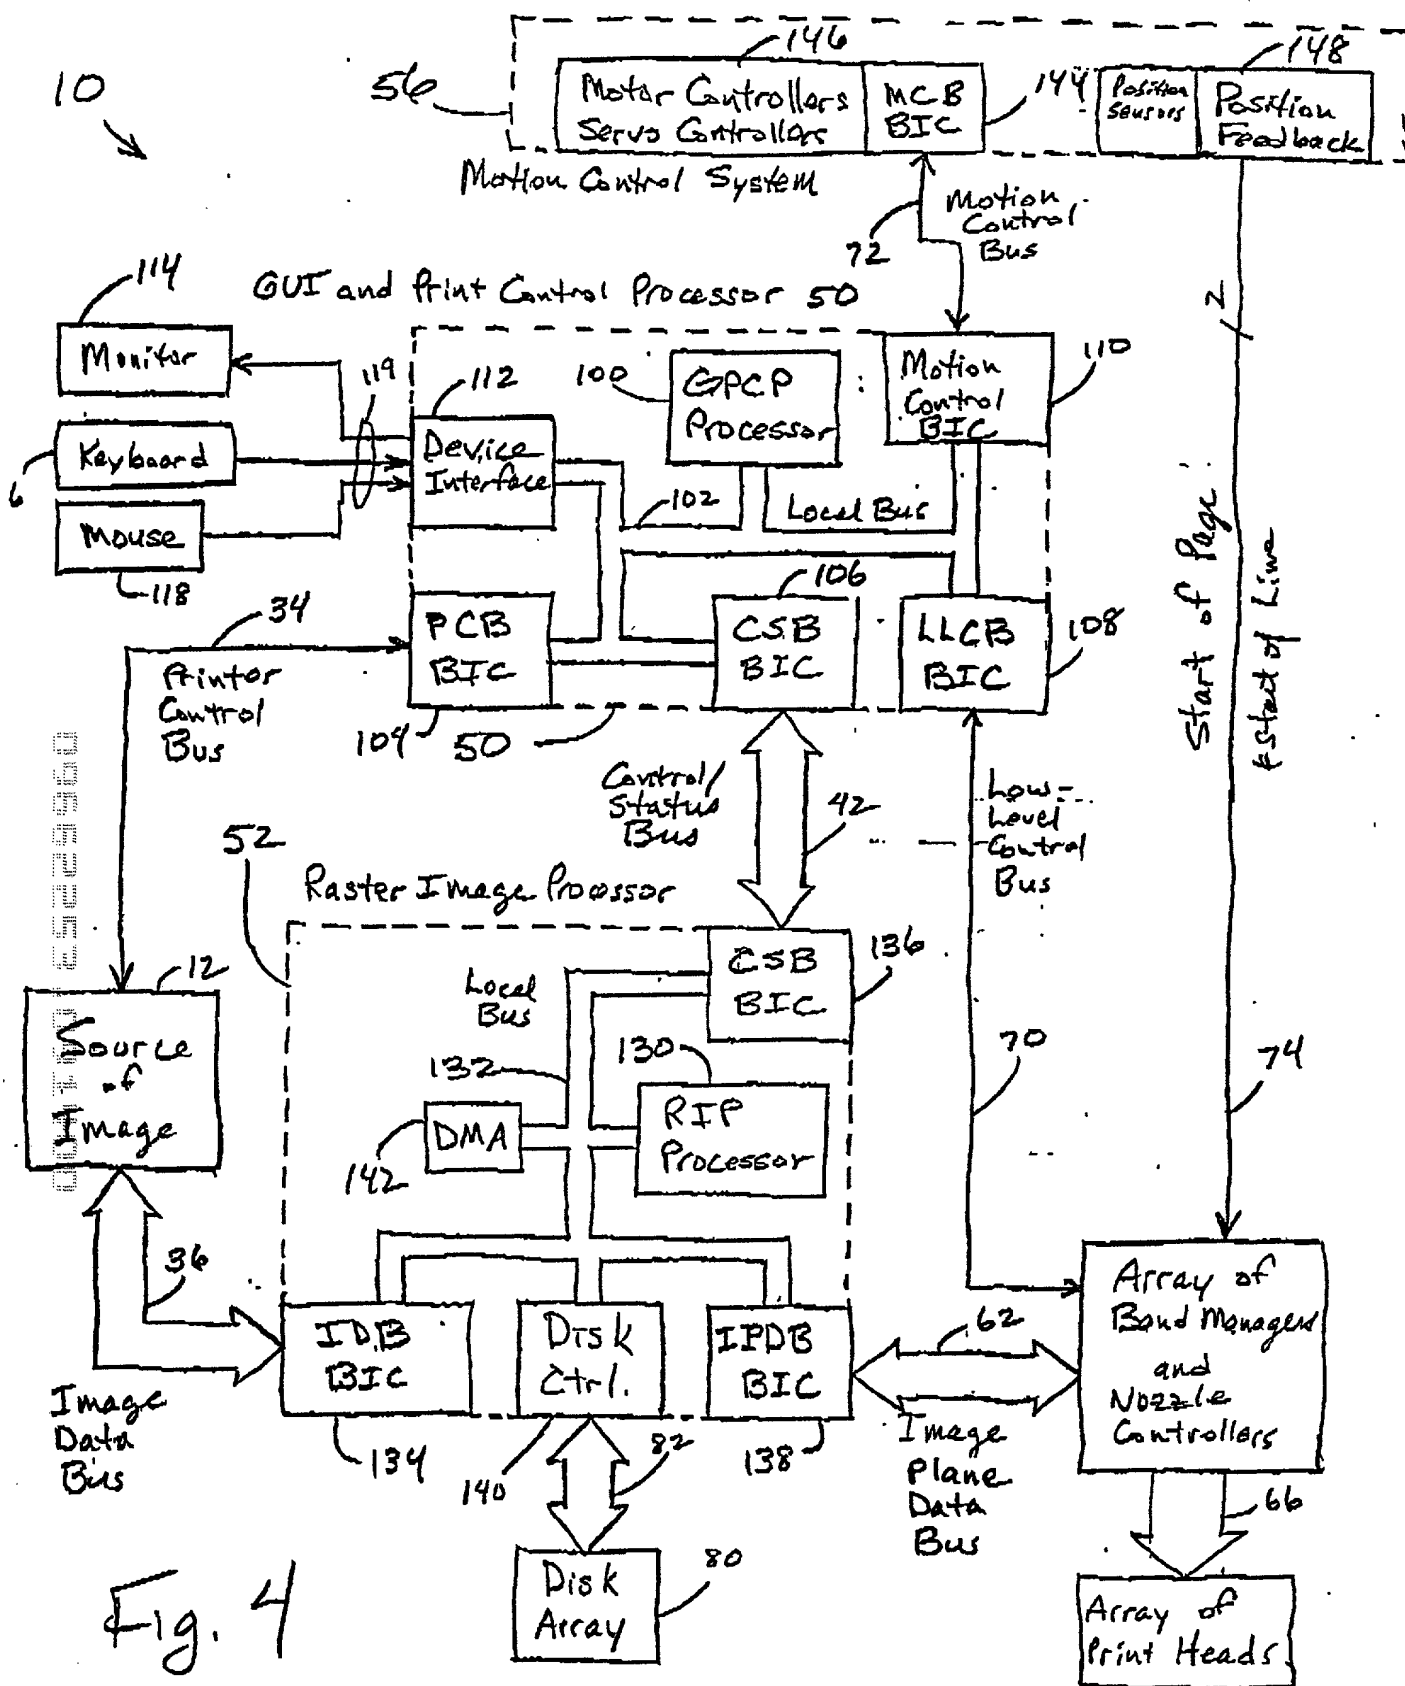 10
56
146
Motor Controllers
Servo Controllers
MCB
BIC
144
Position
Sensors
148
Position
Feedback
Motion Control System
72
Motion
Control
Bus
GUI and Print Control Processor 50
2
114
Monitor
119
112
100
GPCP
Processor
Motion
Control
BIC
110
6
Keyboard
Device
Interface
Mouse
118
102
Local Bus
34
Printer
Control
Bus
PCB
BIC
104
50
106
CSB
BIC
LLCB
BIC
108
Start of Page
& Start of Line
Control/
Status
Bus
42
Low-
Level
Control
Bus
52
Raster Image Processor
12
Source
of
Image
Local
Bus
CSB
BIC
136
132
130
RIP
Processor
DMA
142
70
74
36
Image
Data
Bus
IDB
BIC
134
Disk
Ctrl.
140
82
IPDB
BIC
138
62
Image
Plane
Data
Bus
Array of
Band Managers
and
Nozzle
Controllers
66
Disk
Array
80
Array of
Print Heads
Fig. 4